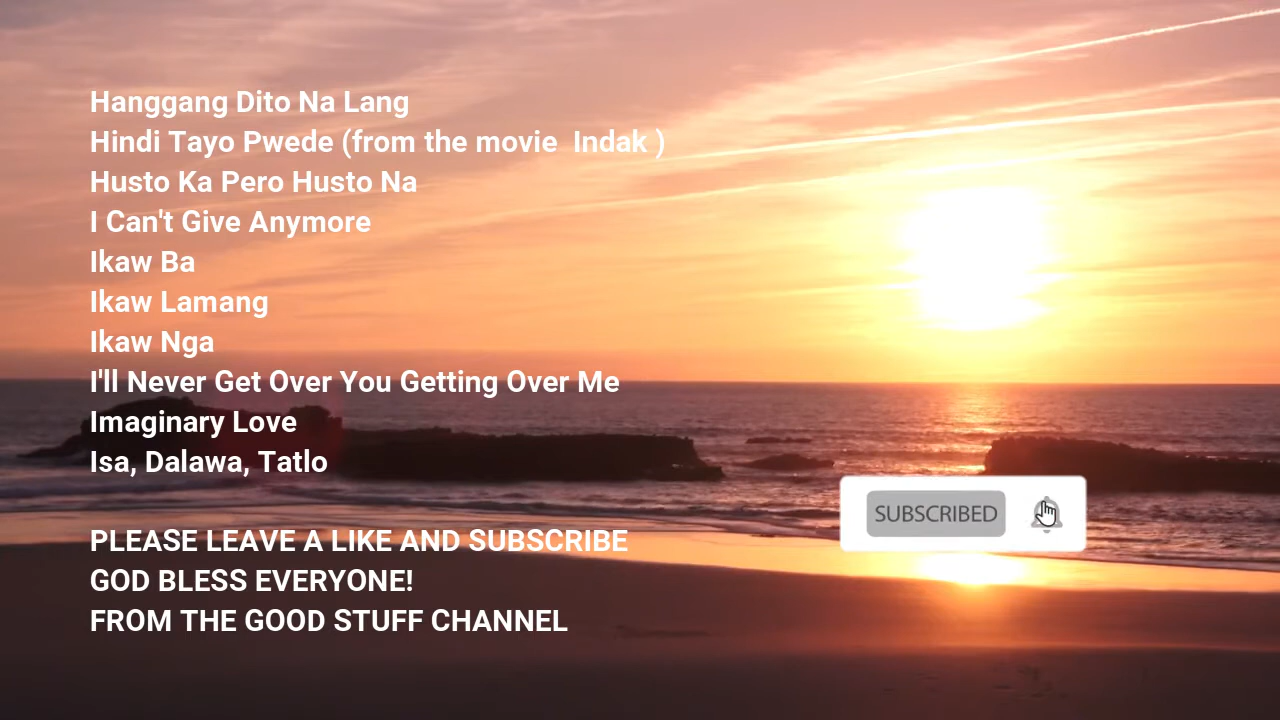 Hanggang Dito Na Lang
Hindi Tayo Pwede (from the movie  Indak )
Husto Ka Pero Husto Na
I Can't Give Anymore
Ikaw Ba
Ikaw Lamang
Ikaw Nga
I'll Never Get Over You Getting Over Me
Imaginary Love
Isa, Dalawa, Tatlo
SUBSCRIBED
PLEASE LEAVE A LIKE AND SUBSCRIBE
GOD BLESS EVERYONE!
FROM THE GOOD STUFF CHANNEL